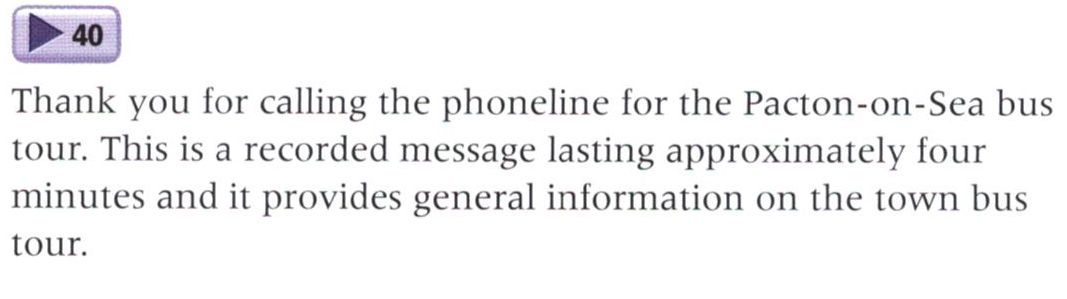 40
Thank you for calling the phoneline for the Pacton-on-Sea bus
tour. This is a recorded message lasting approximately four
minutes and it provides general information on the town bus
tour.